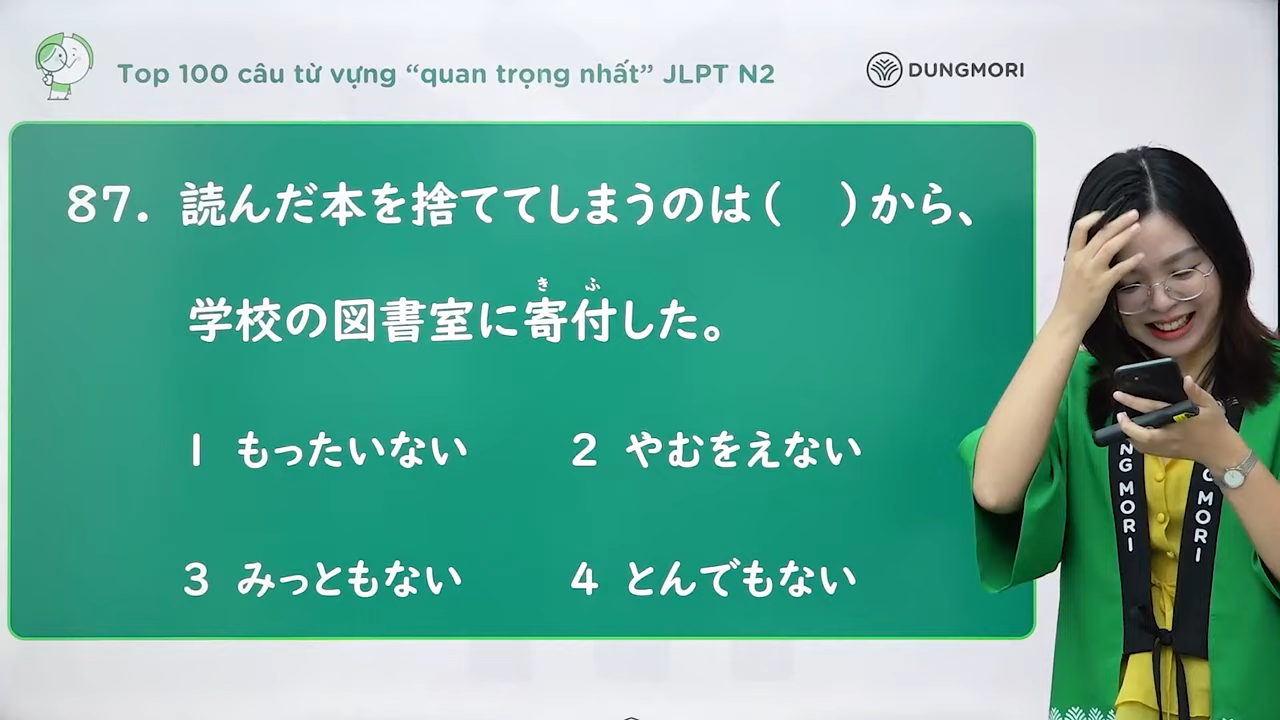 Top 100 câu từ vựng “quan trọng nhất” JLPT N2
DUNGMORI
87. 読んだ本を捨ててしまうのは（　）から、
きふ
学校の図書室に寄付した。
1 もったいない
2 やむをえない
3 みっともない
4 とんでもない
NG MORI
G MORI